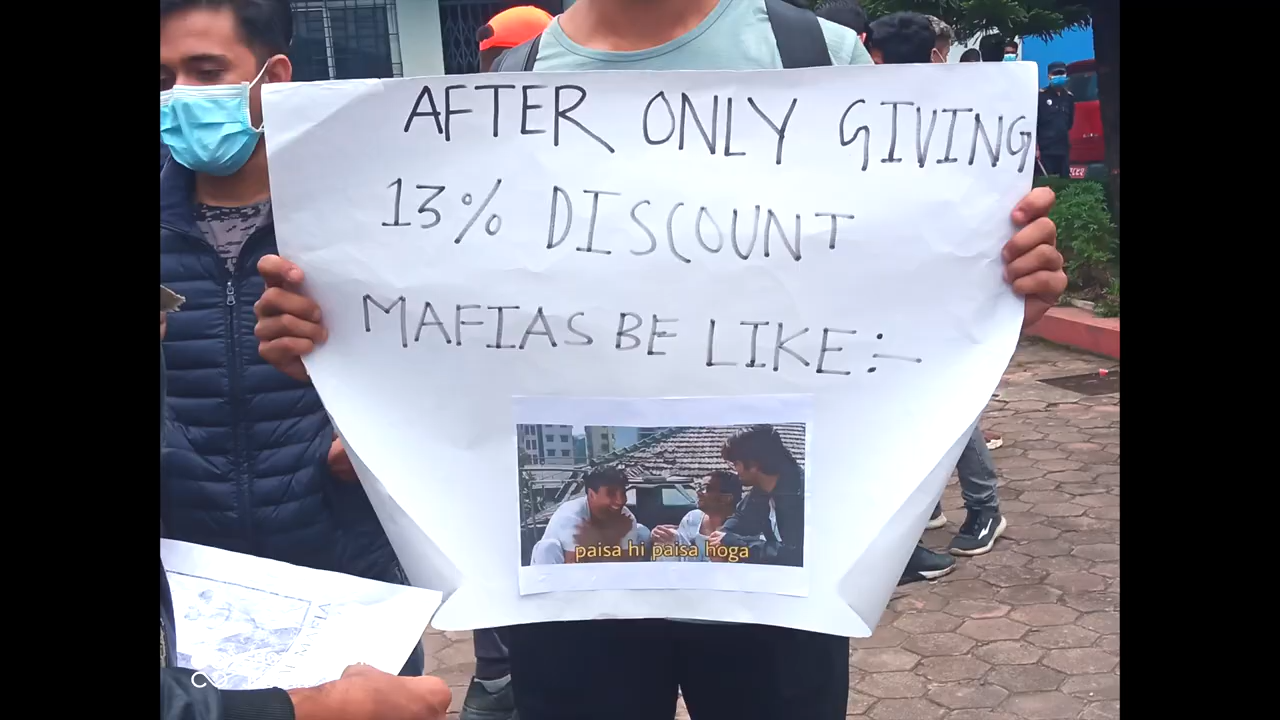 AFTER ONLY GIVING
13% DISCOUNT
MAFIAS BE LIKE :-
paisa hi paisa hoga